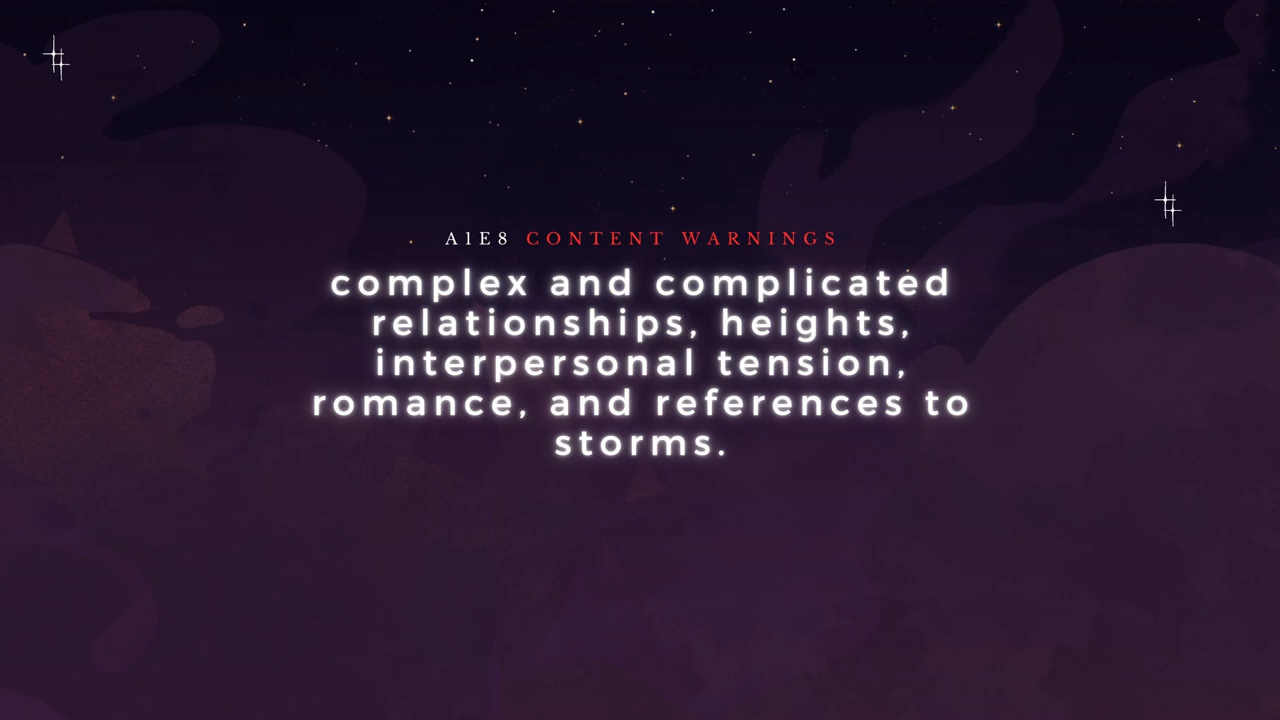 A1E8 CONTENT WARNINGS
complex and complicated
relationships, heights,
interpersonal tension,
romance, and references to
storms.